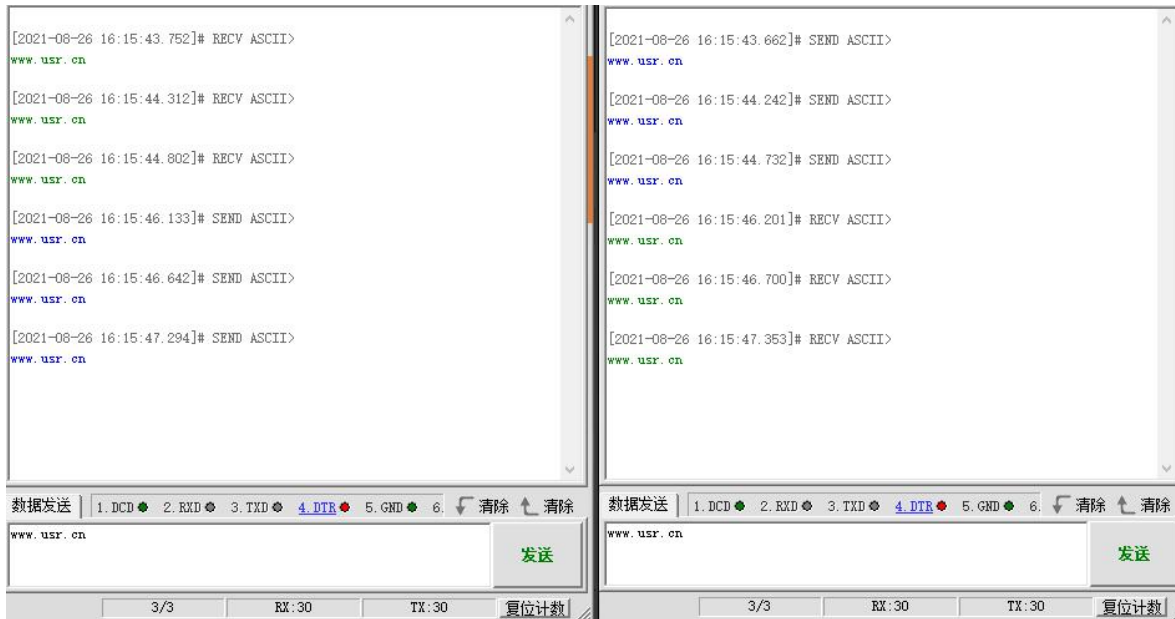 [2021-08-26 16:15:43.752]# RECV ASCII>
www.usr.cn
[2021-08-26 16:15:44.312]# RECV ASCII>
www.usr.cn
[2021-08-26 16:15:44.802]# RECV ASCII>
www.usr.cn
[2021-08-26 16:15:46.133]# SEND ASCII>
www.usr.cn
[2021-08-26 16:15:46.642]# SEND ASCII>
www.usr.cn
[2021-08-26 16:15:47.294]# SEND ASCII>
www.usr.cn
数据发送 1.DCD 2.RXD 3.TXD 4.DTR 5.GND 6. 清除 清除
www.usr.cn
发送
3/3 RX:30 TX:30 复位计数
[2021-08-26 16:15:43.662]# SEND ASCII>
www.usr.cn
[2021-08-26 16:15:44.242]# SEND ASCII>
www.usr.cn
[2021-08-26 16:15:44.732]# SEND ASCII>
www.usr.cn
[2021-08-26 16:15:46.201]# RECV ASCII>
www.usr.cn
[2021-08-26 16:15:46.700]# RECV ASCII>
www.usr.cn
[2021-08-26 16:15:47.353]# RECV ASCII>
www.usr.cn
数据发送 1.DCD 2.RXD 3.TXD 4.DTR 5.GND 6. 清除 清除
www.usr.cn
发送
3/3 RX:30 TX:30 复位计数